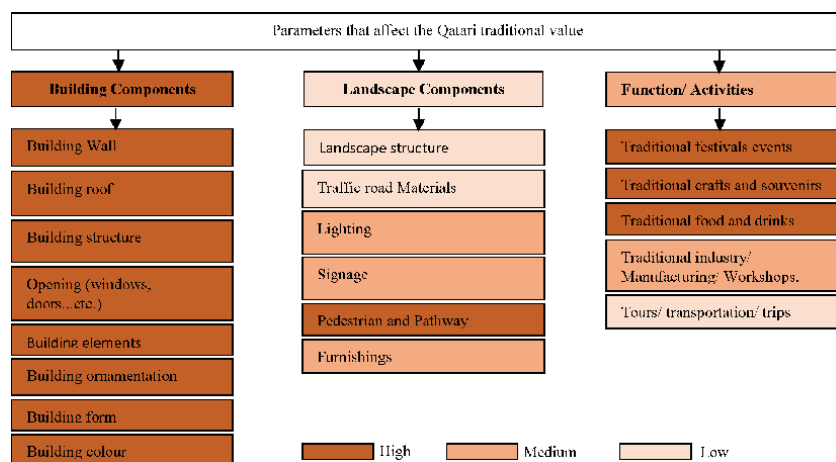 Parameters that affect the Qatari traditional value
Building Components
Building Wall
Building roof
Building structure
Opening (windows,
doors...etc.)
Building elements
Building ornamentation
Building form
Building colour
Landscape Components
Landscape structure
Traffic road Materials
Lighting
Signage
Pedestrian and Pathway
Furnishings
Function/ Activities
Traditional festivals events
Traditional crafts and souvenirs
Traditional food and drinks
Traditional industry/
Manufacturing/ Workshops.
Tours/ transportation/ trips
High
Medium
Low